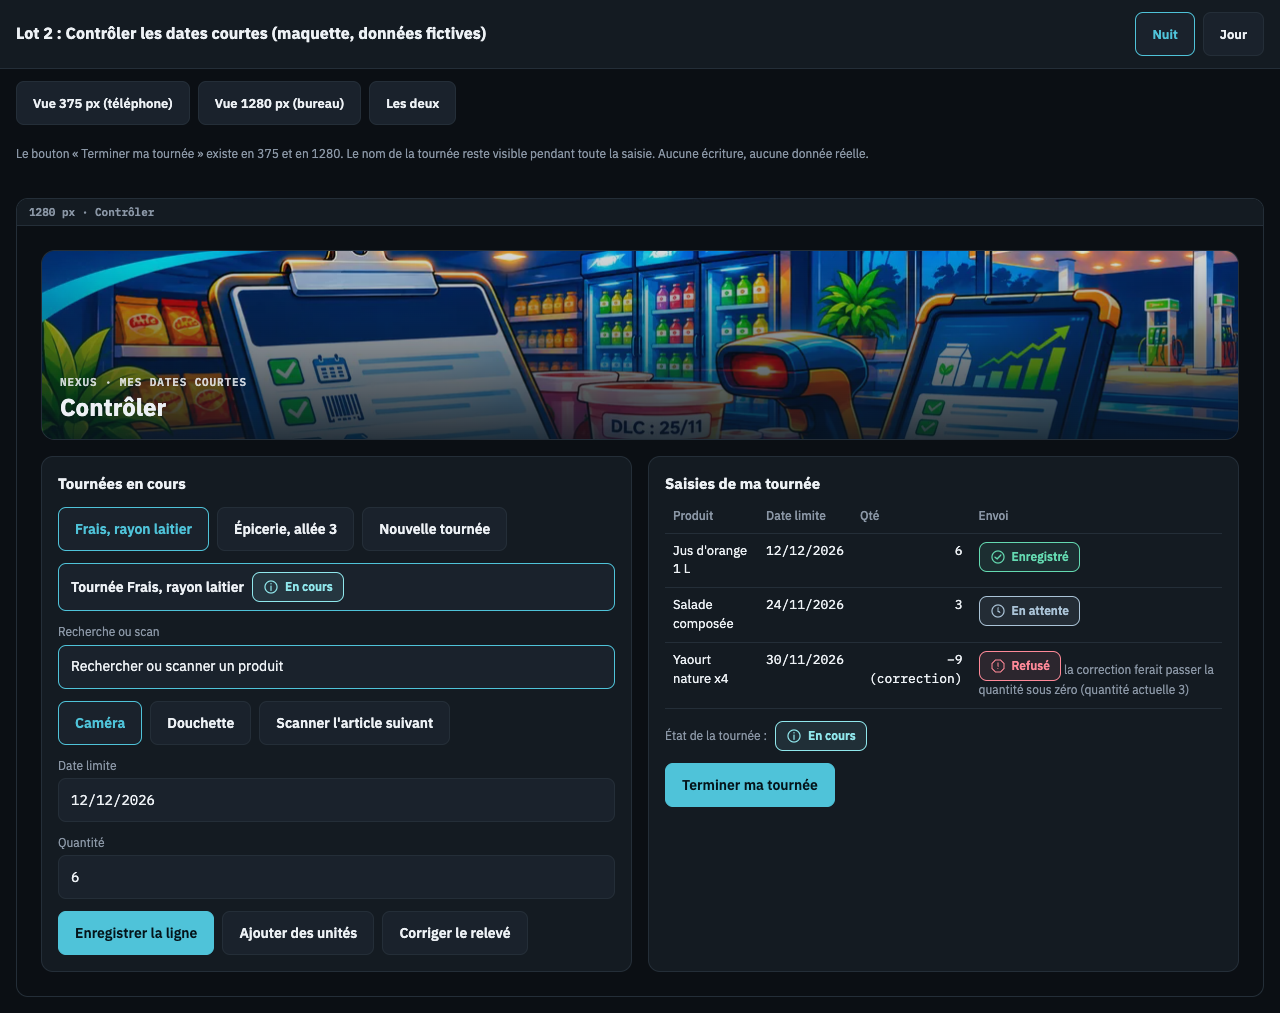 Lot 2 : Contrôler les dates courtes (maquette, données fictives)
Nuit
Jour
Vue 375 px (téléphone)
Vue 1280 px (bureau)
Les deux
Le bouton « Terminer ma tournée » existe en 375 et en 1280. Le nom de la tournée reste visible pendant toute la saisie. Aucune écriture, aucune donnée réelle.
1280 px · Contrôler
DLC : 25/11
NEXUS · MES DATES COURTES
Contrôler
Tournées en cours
Frais, rayon laitier
Épicerie, allée 3
Nouvelle tournée
Tournée Frais, rayon laitier
En cours
Recherche ou scan
Rechercher ou scanner un produit
Caméra
Douchette
Scanner l'article suivant
Date limite
12/12/2026
Quantité
6
Enregistrer la ligne
Ajouter des unités
Corriger le relevé
Saisies de ma tournée
Produit Date limite Qté Envoi
Jus d'orange 12/12/2026 6 Enregistré
1 L
Salade 24/11/2026 3 En attente
composée
Yaourt 30/11/2026 −9 Refusé la correction ferait passer la
nature x4 (correction) quantité sous zéro (quantité actuelle 3)
État de la tournée :
En cours
Terminer ma tournée